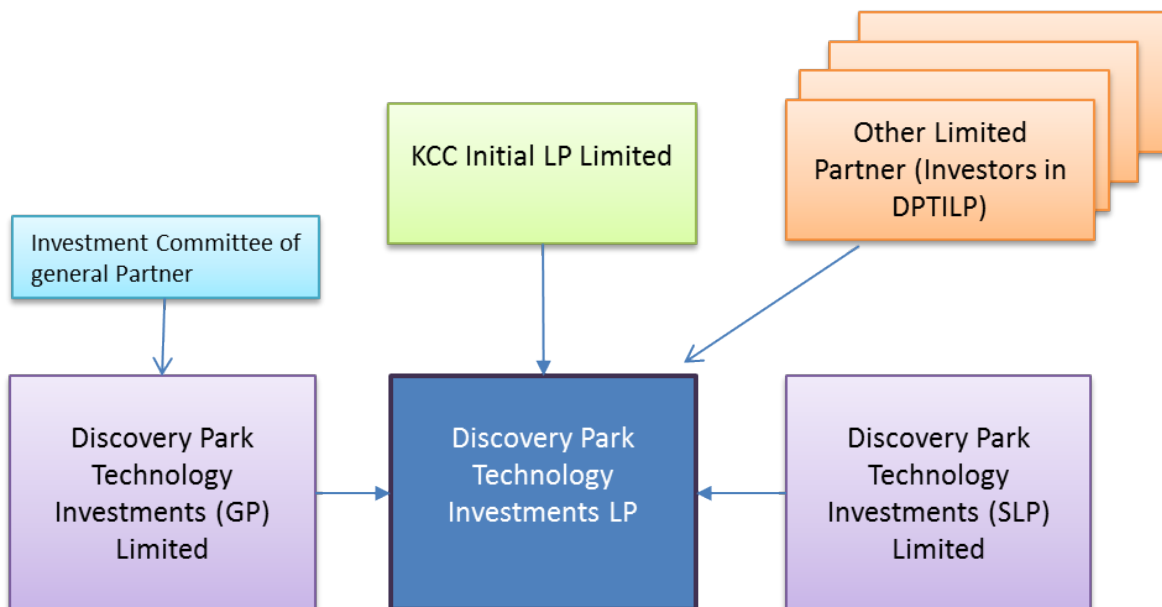 KCC Initial LP Limited
Other Limited
Partner (Investors in
DPTILP)
Investment Committee of
general Partner
Discovery Park
Technology
Investments (GP)
Limited
Discovery Park
Technology
Investments LP
Discovery Park
Technology
Investments (SLP)
Limited